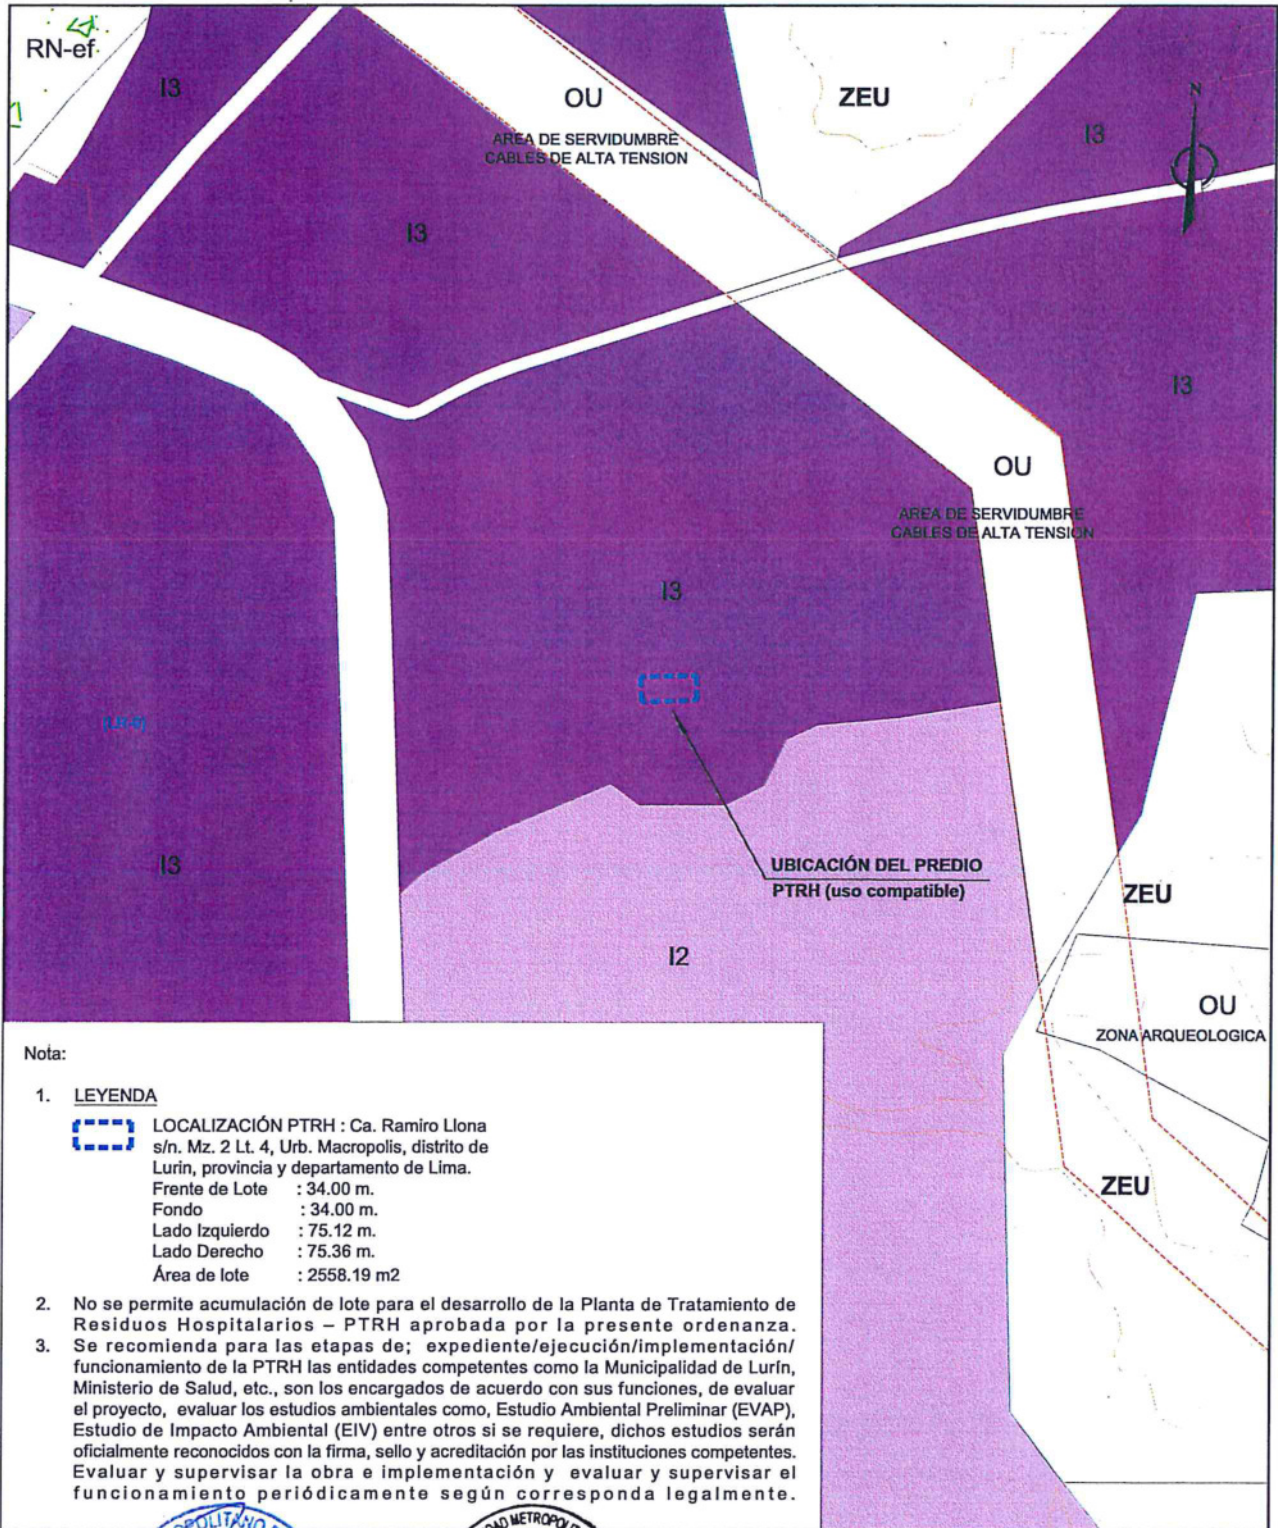 RN-ef
I3
OU
AREA DE SERVIDUMBRE
CABLES DE ALTA TENSION
ZEU
I3
N
I3
I3
OU
AREA DE SERVIDUMBRE
CABLES DE ALTA TENSION
I3
I3
UBICACIÓN DEL PREDIO
PTRH (uso compatible)
ZEU
I2
OU
ZONA ARQUEOLOGICA
ZEU
Nota:
1. LEYENDA
LOCALIZACIÓN PTRH : Ca. Ramiro Llona
s/n. Mz. 2 Lt. 4, Urb. Macropolis, distrito de
Lurin, provincia y departamento de Lima.
Frente de Lote : 34.00 m.
Fondo : 34.00 m.
Lado Izquierdo : 75.12 m.
Lado Derecho : 75.36 m.
Área de lote : 2558.19 m2
2. No se permite acumulación de lote para el desarrollo de la Planta de Tratamiento de
Residuos Hospitalarios – PTRH aprobada por la presente ordenanza.
3. Se recomienda para las etapas de; expediente/ejecución/implementación/
funcionamiento de la PTRH las entidades competentes como la Municipalidad de Lurín,
Ministerio de Salud, etc., son los encargados de acuerdo con sus funciones, de evaluar
el proyecto, evaluar los estudios ambientales como, Estudio Ambiental Preliminar (EVAP),
Estudio de Impacto Ambiental (EIV) entre otros si se requiere, dichos estudios serán
oficialmente reconocidos con la firma, sello y acreditación por las instituciones competentes.
Evaluar y supervisar la obra e implementación y evaluar y supervisar el
funcionamiento periódicamente según corresponda legalmente.